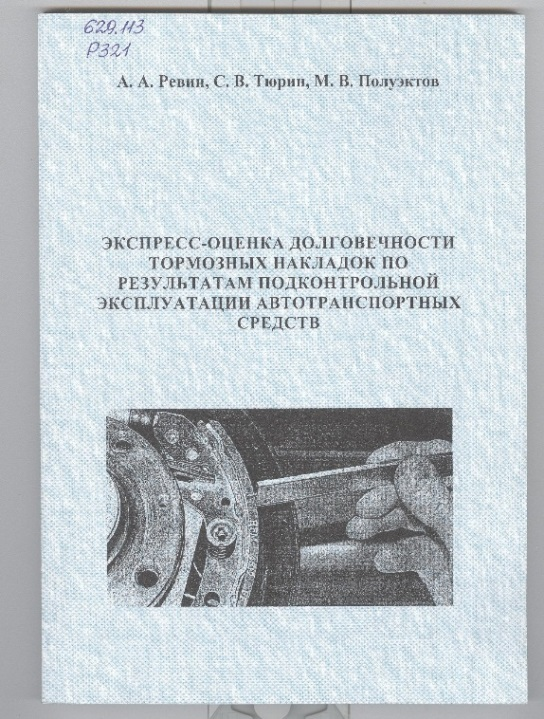 629.113
Р321
А. А. Ревин, С. В. Тюрин, М. В. Полуэктов
ЭКСПРЕСС-ОЦЕНКА ДОЛГОВЕЧНОСТИ
ТОРМОЗНЫХ НАКЛАДОК ПО
РЕЗУЛЬТАТАМ ПОДКОНТРОЛЬНОЙ
ЭКСПЛУАТАЦИИ АВТОТРАНСПОРТНЫХ
СРЕДСТВ